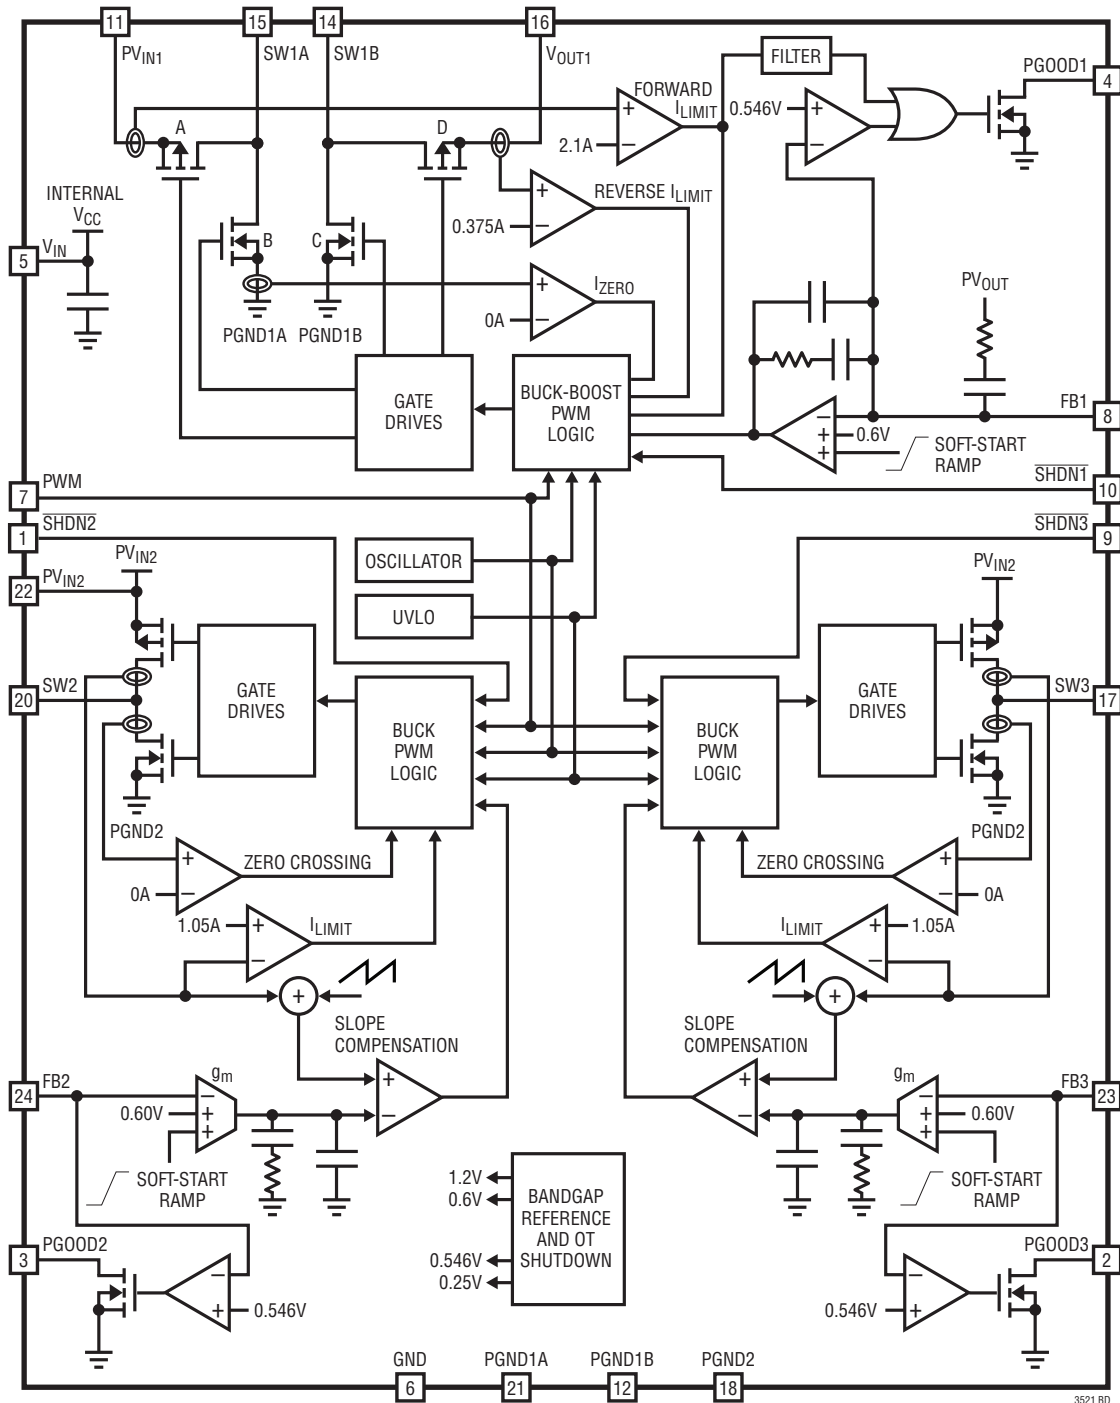 11
15
14
16
PVIN1
SW1A
SW1B
VOUT1
FILTER
PGOOD1
4
FORWARD
ILIMIT
0.546V
+
−
+
−
2.1A
A
D
INTERNAL
VCC
VIN
5
B
C
+
−
REVERSE ILIMIT
0.375A
+
−
IZERO
0A
PVOUT
PGND1A
PGND1B
GATE
DRIVES
BUCK-BOOST
PWM
LOGIC
−
+
+
0.6V
SOFT-START
RAMP
FB1
8
SHDN1
10
PWM
7
SHDN2
1
SHDN3
9
OSCILLATOR
UVLO
PVIN2
PVIN2
22
PVIN2
SW2
20
GATE
DRIVES
BUCK
PWM
LOGIC
BUCK
PWM
LOGIC
GATE
DRIVES
SW3
17
PGND2
PGND2
+
−
ZERO CROSSING
0A
ZERO CROSSING
+
−
0A
1.05A
+
−
ILIMIT
ILIMIT
+
−
1.05A
+
+
SLOPE
COMPENSATION
SLOPE
COMPENSATION
FB2
24
gm
−
+
+
0.60V
+
−
SOFT-START
RAMP
+
−
gm
−
+
+
0.60V
FB3
23
SOFT-START
RAMP
1.2V
0.6V
0.546V
0.25V
BANDGAP
REFERENCE
AND OT
SHUTDOWN
PGOOD2
3
−
+
0.546V
0.546V
−
+
PGOOD3
2
GND
PGND1A
PGND1B
PGND2
6
21
12
18
3521 BD